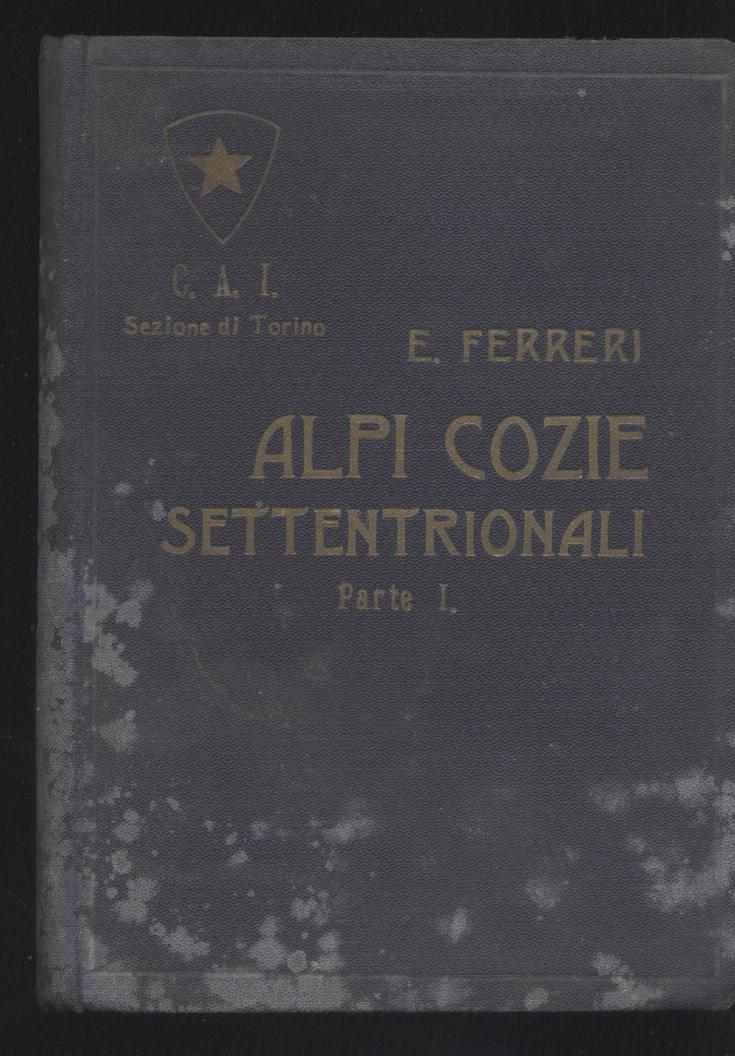 C. A. I.
Sezione di Torino
E. FERRERI
ALPI COZIE
SETTENTRIONALI
Parte I.